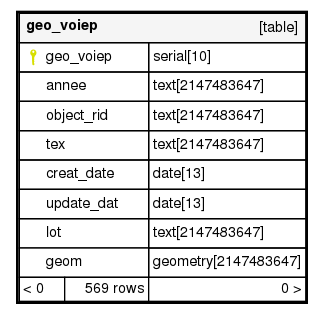 geo_voiep [table]
geo_voiep serial[10]
annee text[2147483647]
object_rid text[2147483647]
tex text[2147483647]
creat_date date[13]
update_dat date[13]
lot text[2147483647]
geom geometry[2147483647]
< 0 569 rows 0 >